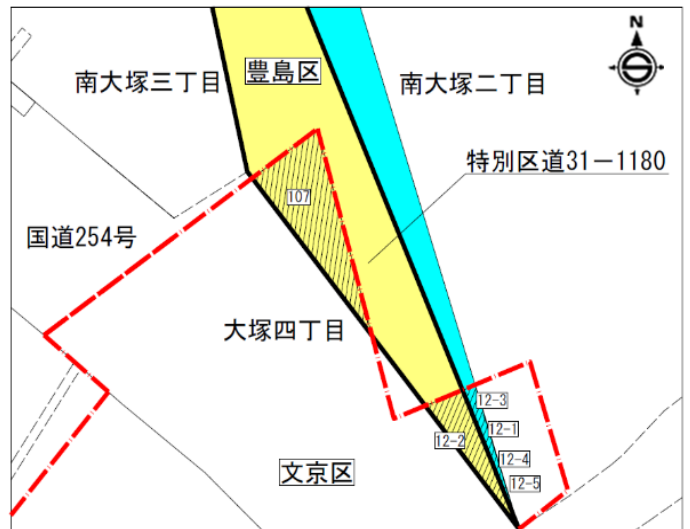 N
豊島区
南大塚三丁目
南大塚二丁目
特別区道31－1180
107
国道254号
大塚四丁目
12-3
12-1
12-2
12-4
12-5
文京区